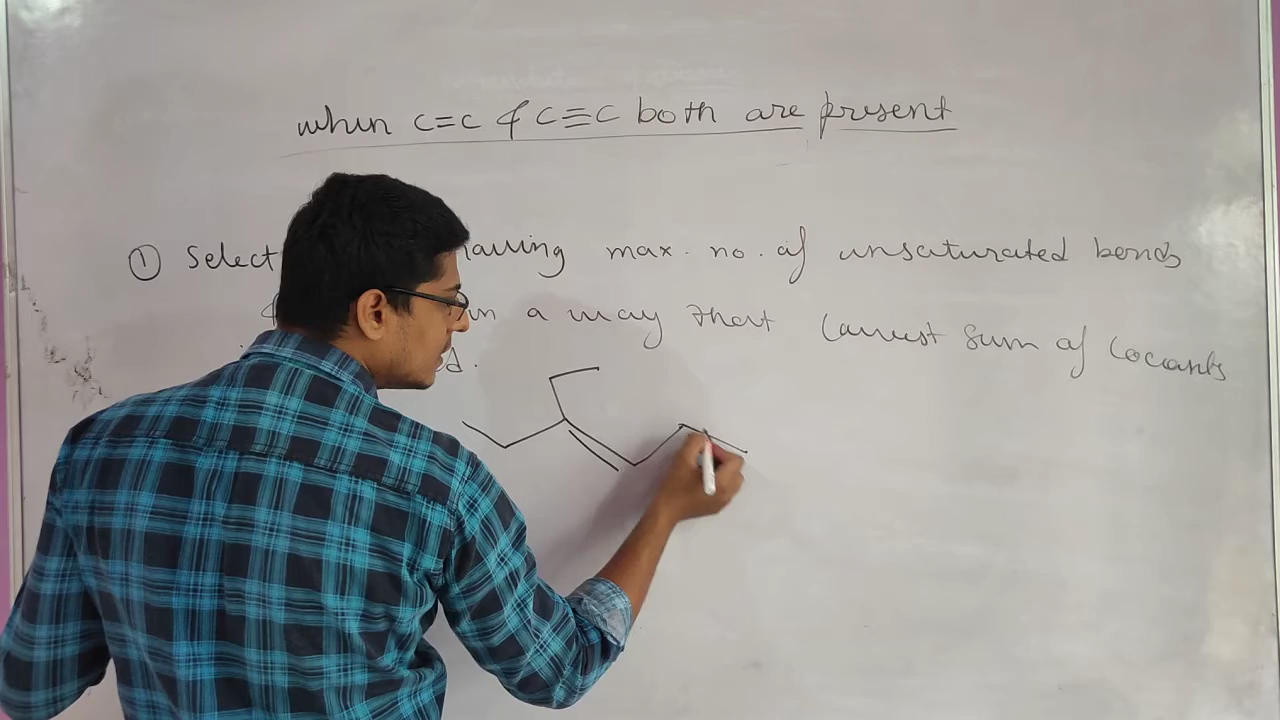 when C=C & C≡C both are present
① Select having max. no. of unsaturated bonds
in a way that lowest sum of locants
d.